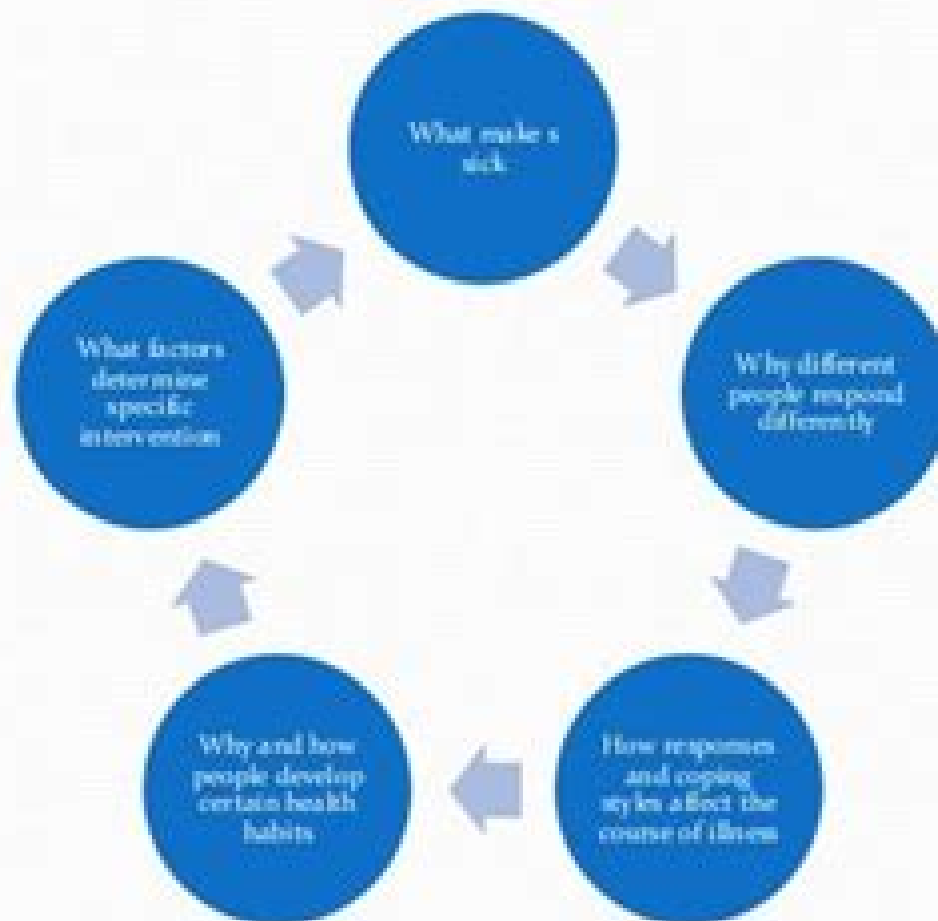 What make s
sick
Why different
people respond
differently
How responses
and coping
styles affect the
course of illness
Why and how
people develop
certain health
habits
What factors
determine
specific
intervention